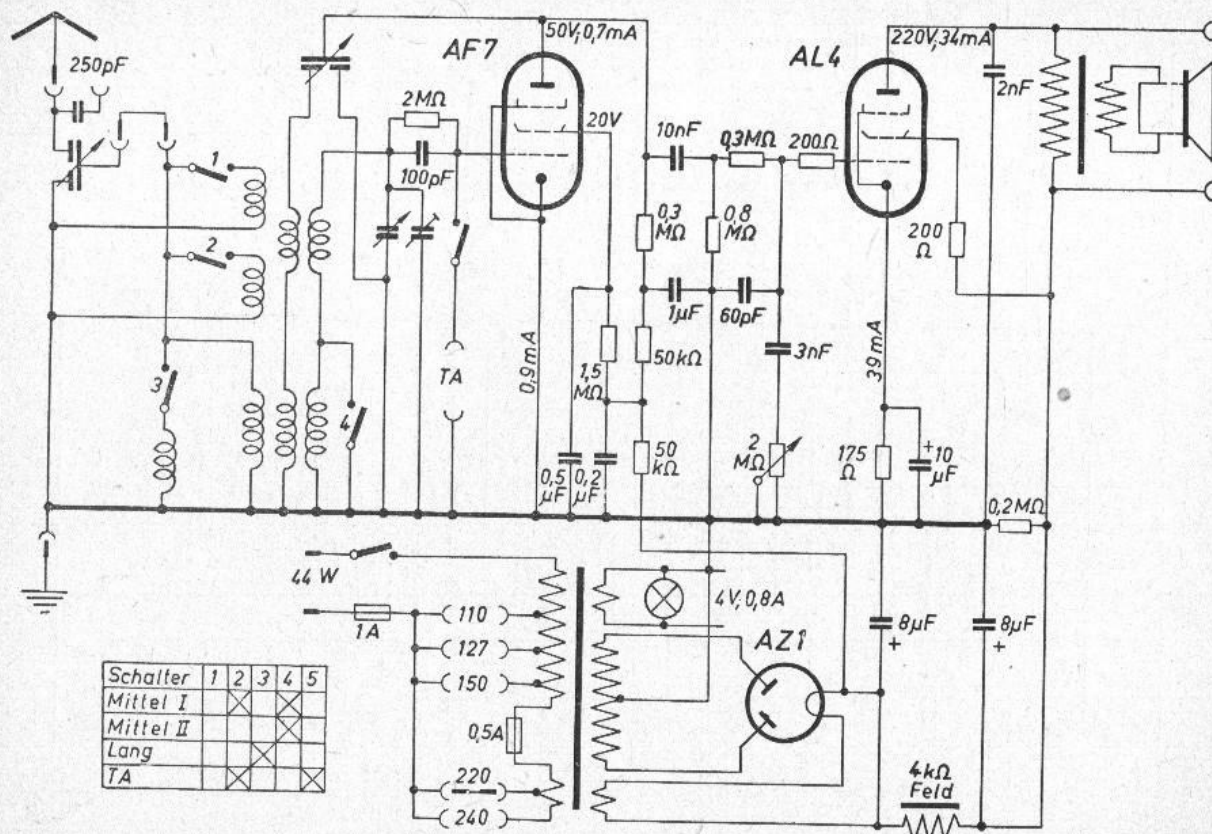 250pF
1
2
3
4
2MΩ
100pF
TA
AF7
50V; 0,7mA
20V
0,9mA
10nF
0,3MΩ
200Ω
0,3 MΩ
0,8 MΩ
1µF
60pF
1,5 MΩ
50kΩ
3nF
50 kΩ
0,5 µF
0,2 µF
2 MΩ
AL4
220V; 34mA
2nF
200 Ω
39mA
175 Ω
+10 µF
0,2MΩ
44 W
1A
110
127
150
0,5A
220
240
4V; 0,8A
AZ1
8µF
+
8µF
+
4kΩ
Feld
Schalter 1 2 3 4 5
Mittel I
Mittel II
Lang
TA